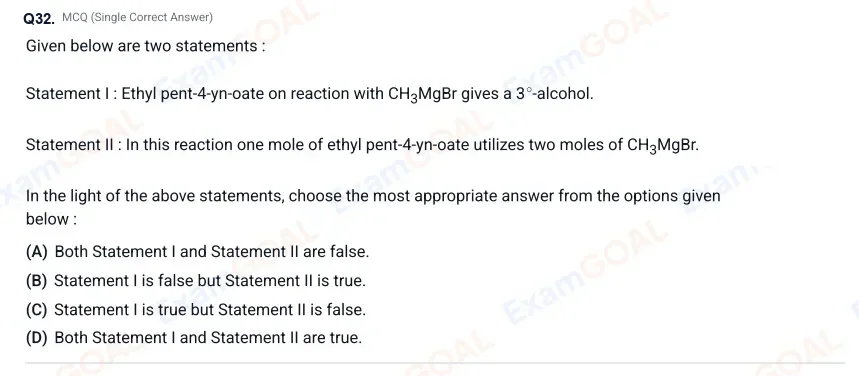 Q32. MCQ (Single Correct Answer)
Given below are two statements :
Statement I : Ethyl pent-4-yn-oate on reaction with CH₃MgBr gives a 3°-alcohol.
Statement II : In this reaction one mole of ethyl pent-4-yn-oate utilizes two moles of CH₃MgBr.
In the light of the above statements, choose the most appropriate answer from the options given
below :
(A) Both Statement I and Statement II are false.
(B) Statement I is false but Statement II is true.
(C) Statement I is true but Statement II is false.
(D) Both Statement I and Statement II are true.
ExamGOAL